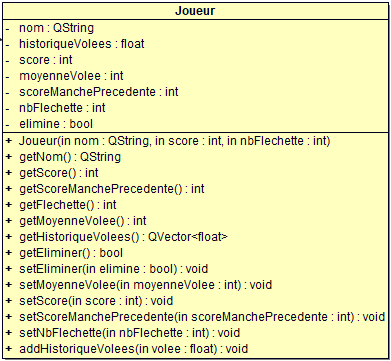 Joueur
- nom : QString
- historiqueVolees : float
- score : int
- moyenneVolee : int
- scoreManchePrecedente : int
- nbFlechette : int
- elimine : bool
+ Joueur(in nom : QString, in score : int, in nbFlechette : int)
+ getNom() : QString
+ getScore() : int
+ getScoreManchePrecedente() : int
+ getFlechette() : int
+ getMoyenneVolee() : int
+ getHistoriqueVolees() : QVector<float>
+ getEliminer() : bool
+ setEliminer(in elimine : bool) : void
+ setMoyenneVolee(in moyenneVolee : int) : void
+ setScore(in score : int) : void
+ setScoreManchePrecedente(in scoreManchePrecedente : int) : void
+ setNbFlechette(in nbFlechette : int) : void
+ addHistoriqueVolees(in volee : float) : void